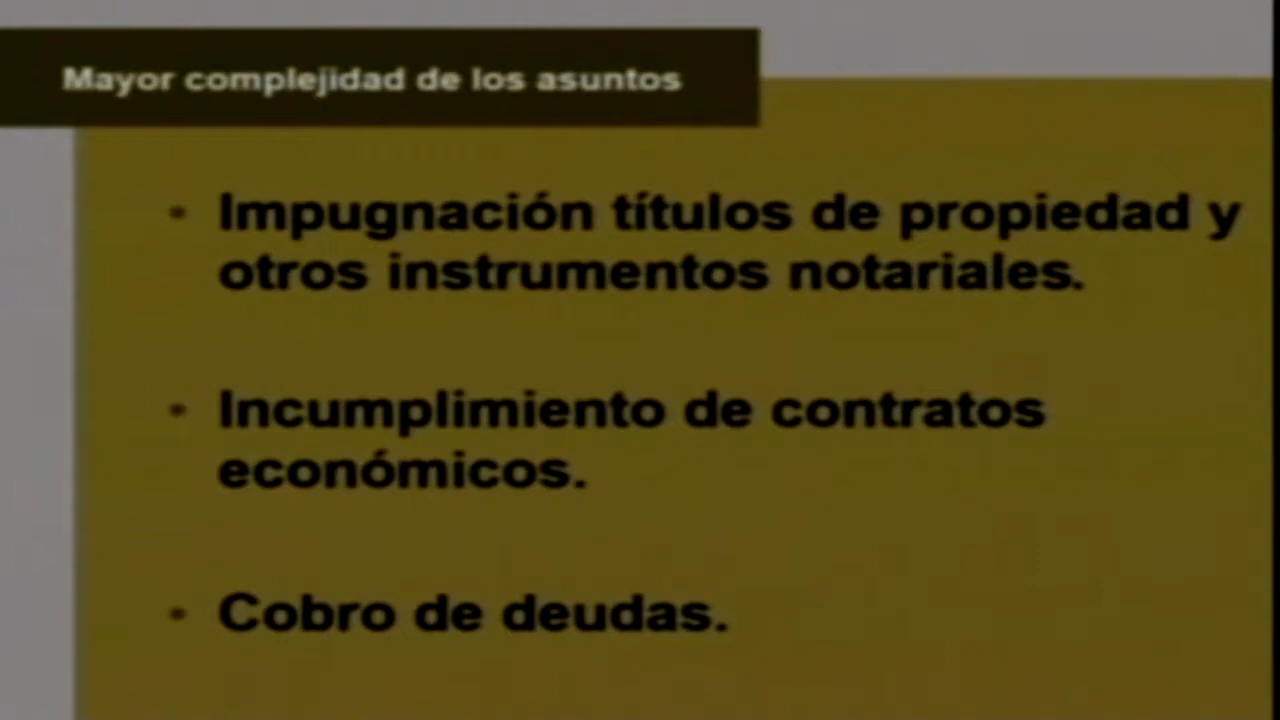 Mayor complejidad de los asuntos
• Impugnación títulos de propiedad y
otros instrumentos notariales.
• Incumplimiento de contratos
económicos.
• Cobro de deudas.